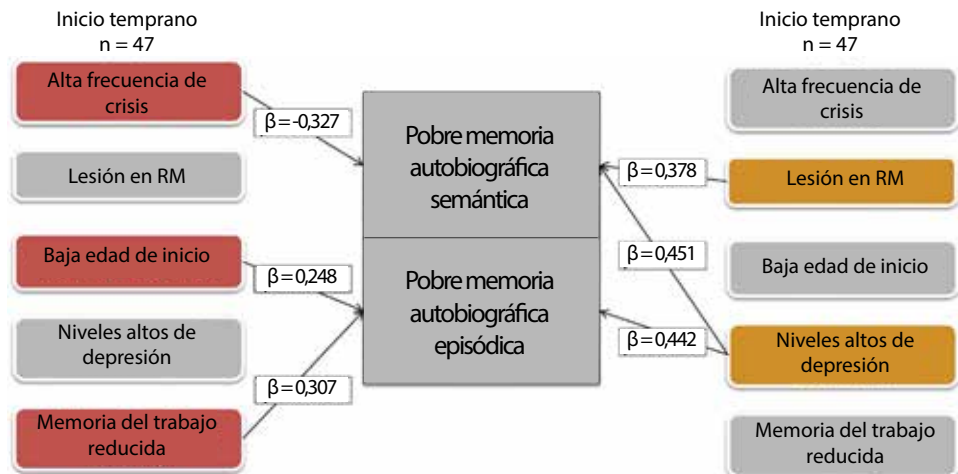 Inicio temprano
n = 47
Alta frecuencia de
crisis
Lesión en RM
Baja edad de inicio
Niveles altos de
depresión
Memoria del trabajo
reducida
β = -0,327
β = 0,248
β = 0,307
Pobre memoria
autobiográfica
semántica
Pobre memoria
autobiográfica
episódica
β = 0,378
β = 0,451
β = 0,442
Inicio temprano
n = 47
Alta frecuencia de
crisis
Lesión en RM
Baja edad de inicio
Niveles altos de
depresión
Memoria del trabajo
reducida